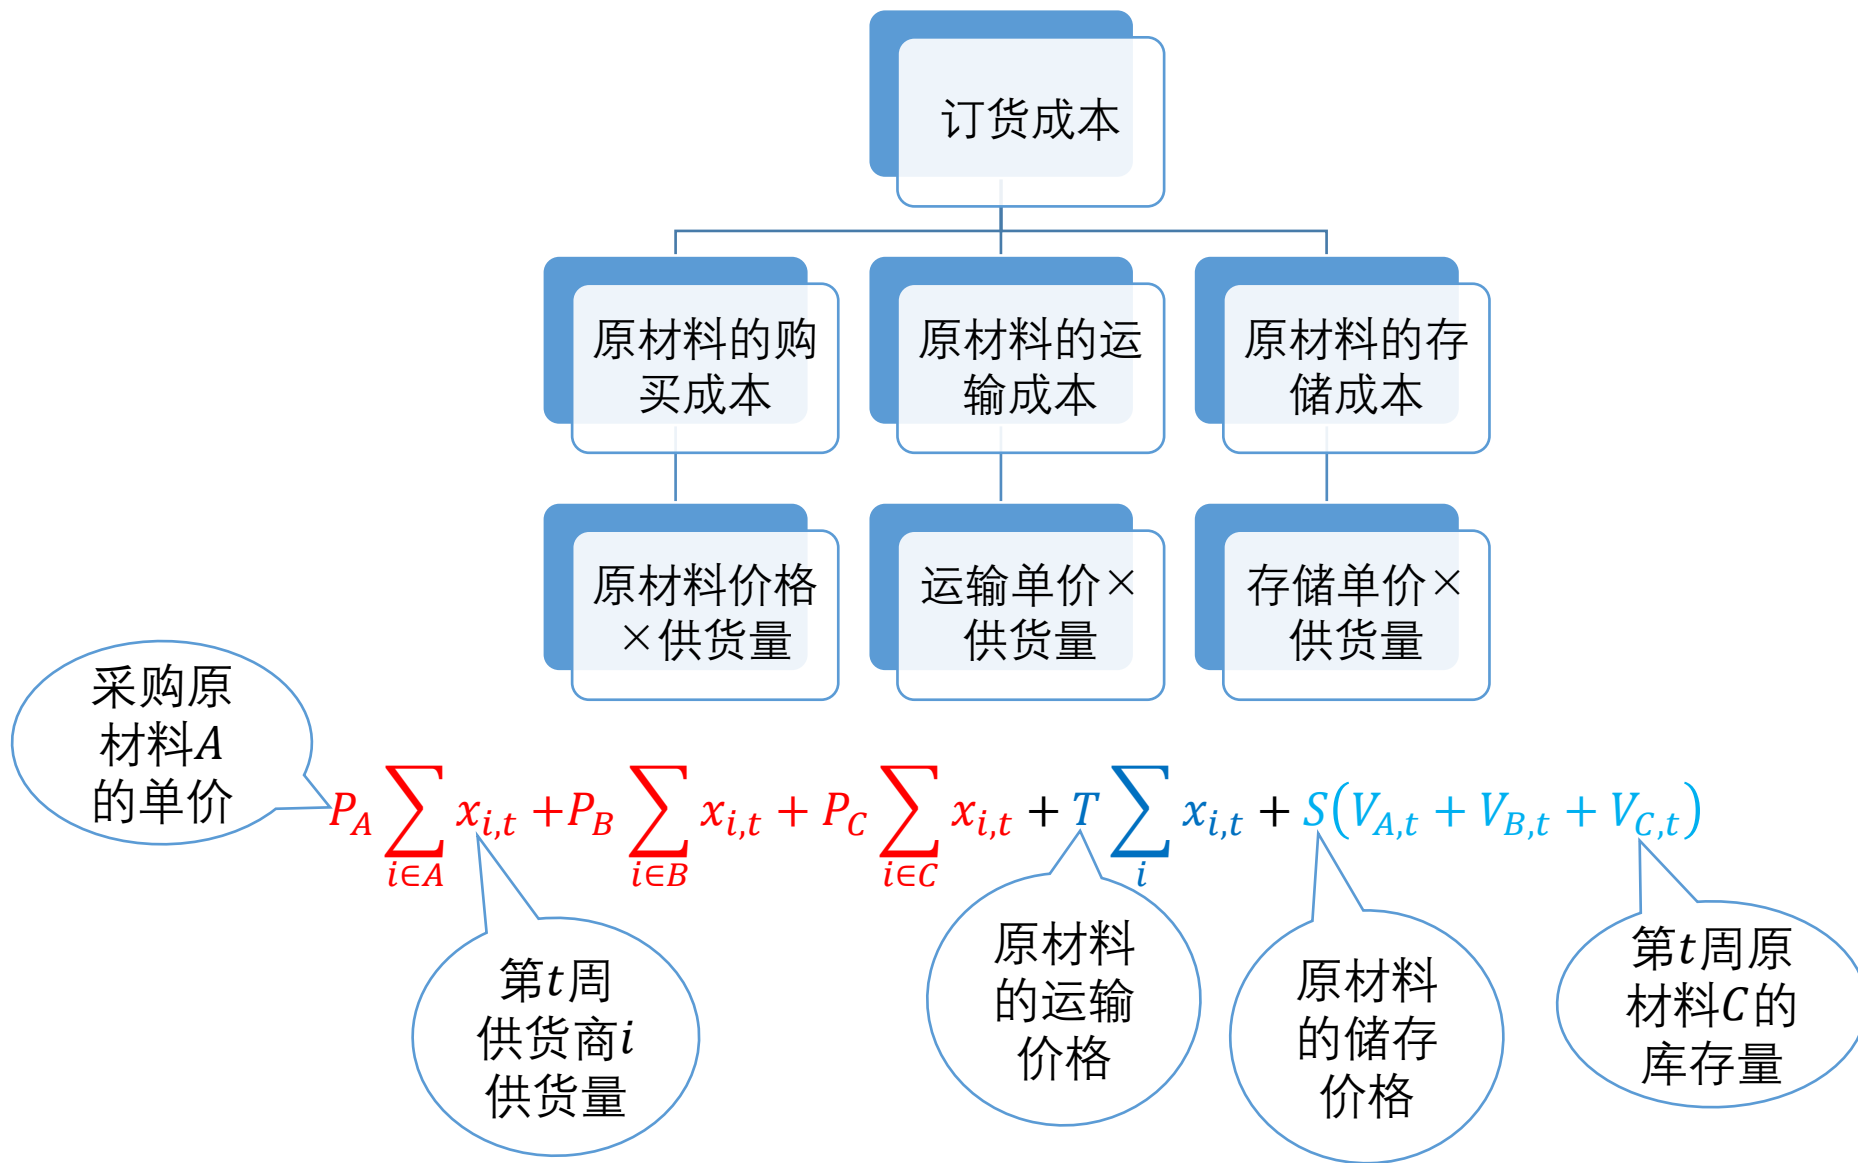 订货成本
原材料的购
买成本
原材料的运
输成本
原材料的存
储成本
原材料价格
×供货量
运输单价×
供货量
存储单价×
供货量
采购原
材料A
的单价
P_A ∑_{i∈A} x_{i,t} + P_B ∑_{i∈B} x_{i,t} + P_C ∑_{i∈C} x_{i,t} + T ∑_i x_{i,t} + S(V_{A,t} + V_{B,t} + V_{C,t})
第t周
供货商i
供货量
原材料
的运输
价格
原材料
的储存
价格
第t周原
材料C的
库存量